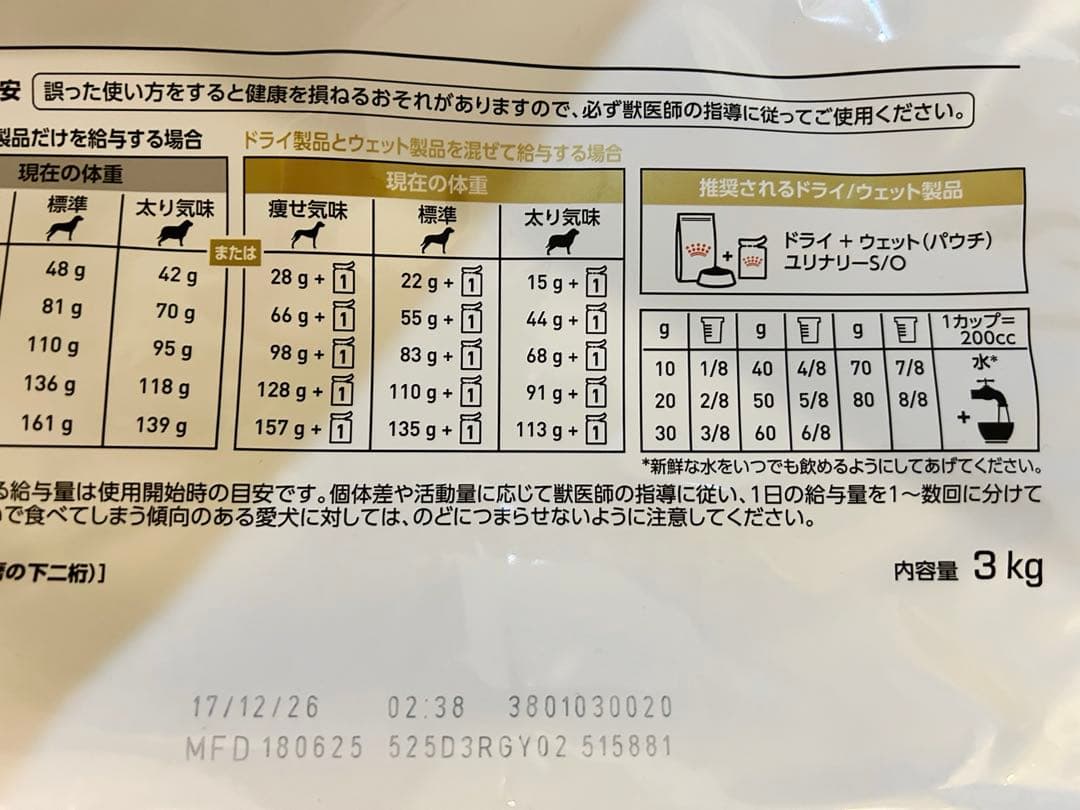 安 誤った使い方をすると健康を損ねるおそれがありますので、必ず獣医師の指導に従ってご使用ください。
製品だけを給与する場合 ドライ製品とウェット製品を混ぜて給与する場合
現在の体重 現在の体重
標準 太り気味 または 痩せ気味 標準 太り気味
48 g 42 g 28 g + 1 22 g + 1 15 g + 1
81 g 70 g 66 g + 1 55 g + 1 44 g + 1
110 g 95 g 98 g + 1 83 g + 1 68 g + 1
136 g 118 g 128 g + 1 110 g + 1 91 g + 1
161 g 139 g 157 g + 1 135 g + 1 113 g + 1
推奨されるドライ/ウェット製品
+ ドライ + ウェット(パウチ)
ユリナリーS/O
g g g 1カップ=
200cc
10 1/8 40 4/8 70 7/8 水*
20 2/8 50 5/8 80 8/8 +
30 3/8 60 6/8
*新鮮な水をいつでも飲めるようにしてあげてください。
る給与量は使用開始時の目安です。個体差や活動量に応じて獣医師の指導に従い、1日の給与量を1〜数回に分けて
で食べてしまう傾向のある愛犬に対しては、のどにつまらせないように注意してください。
の下二桁)]
内容量 3 kg
17/12/26 02:38 3801030020
MFD 180625 525D3RGY02 515881